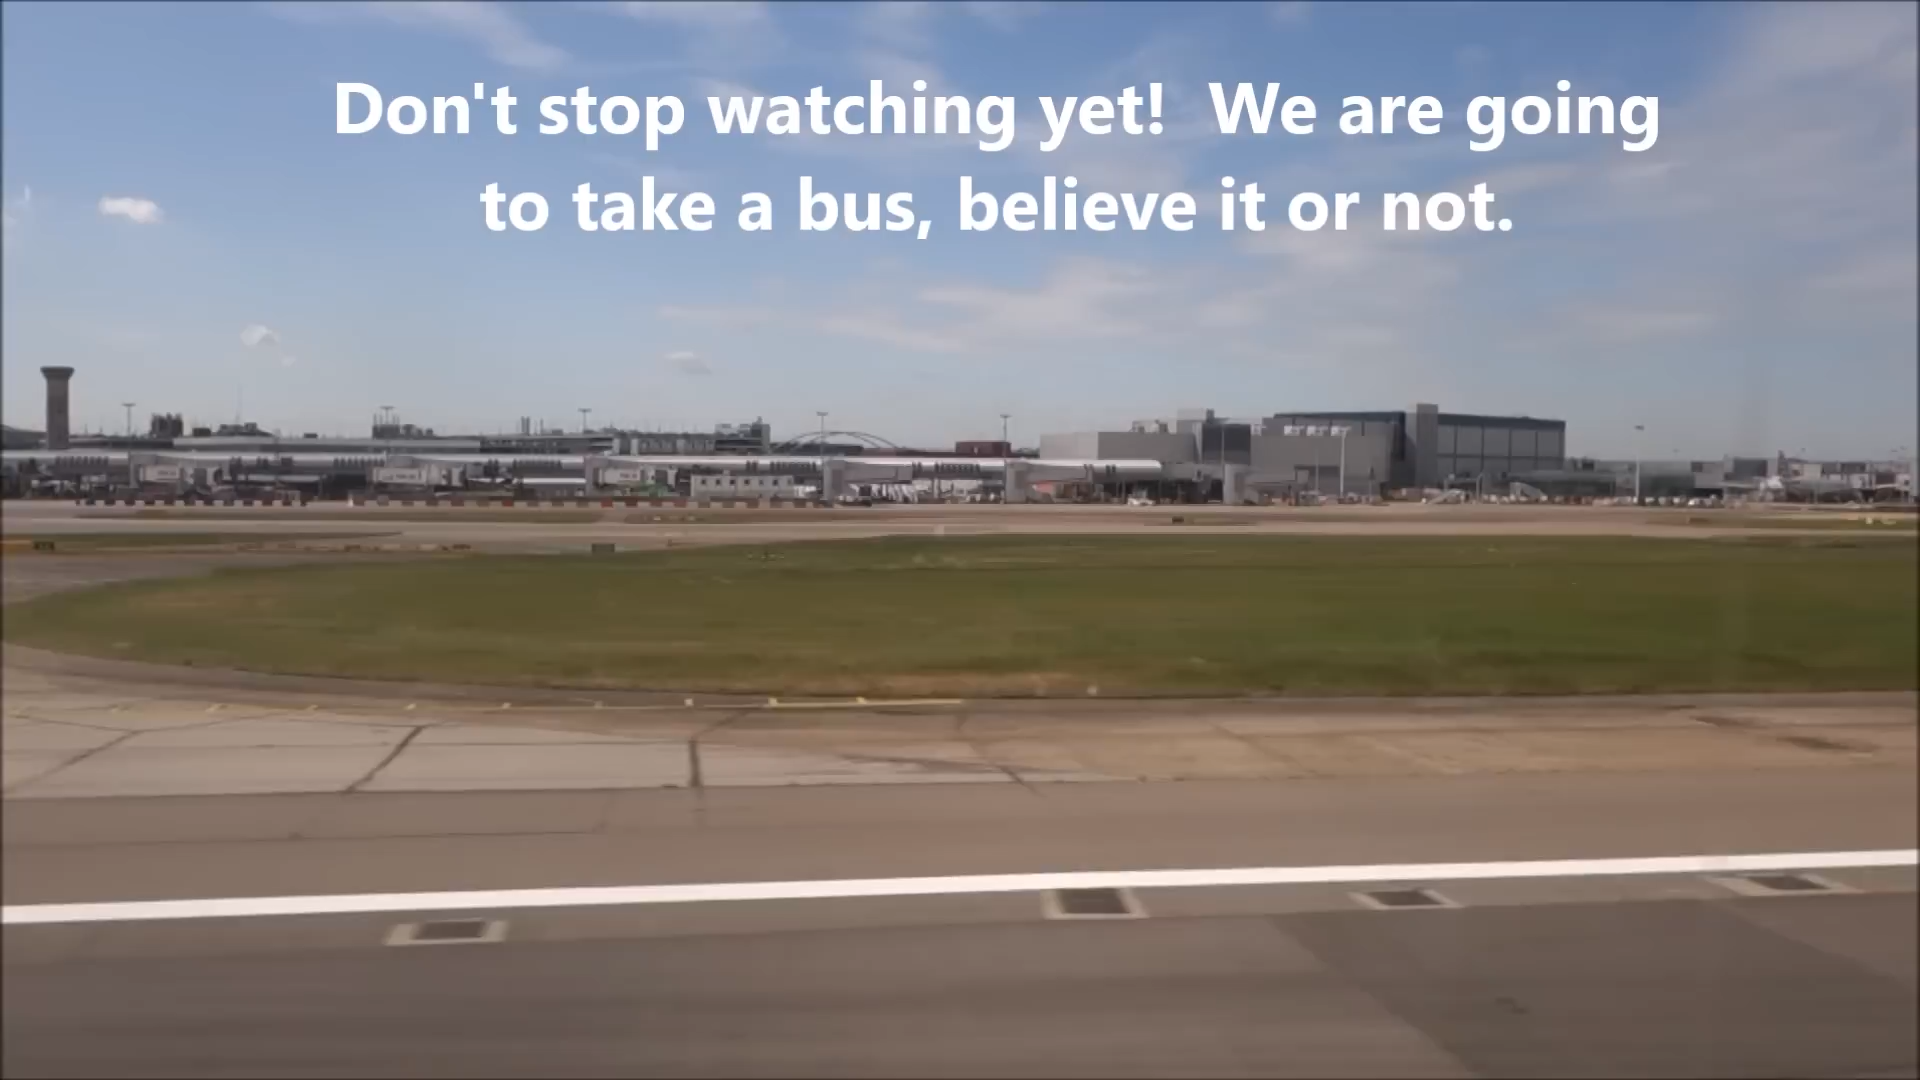 Don't stop watching yet!  We are going
to take a bus, believe it or not.